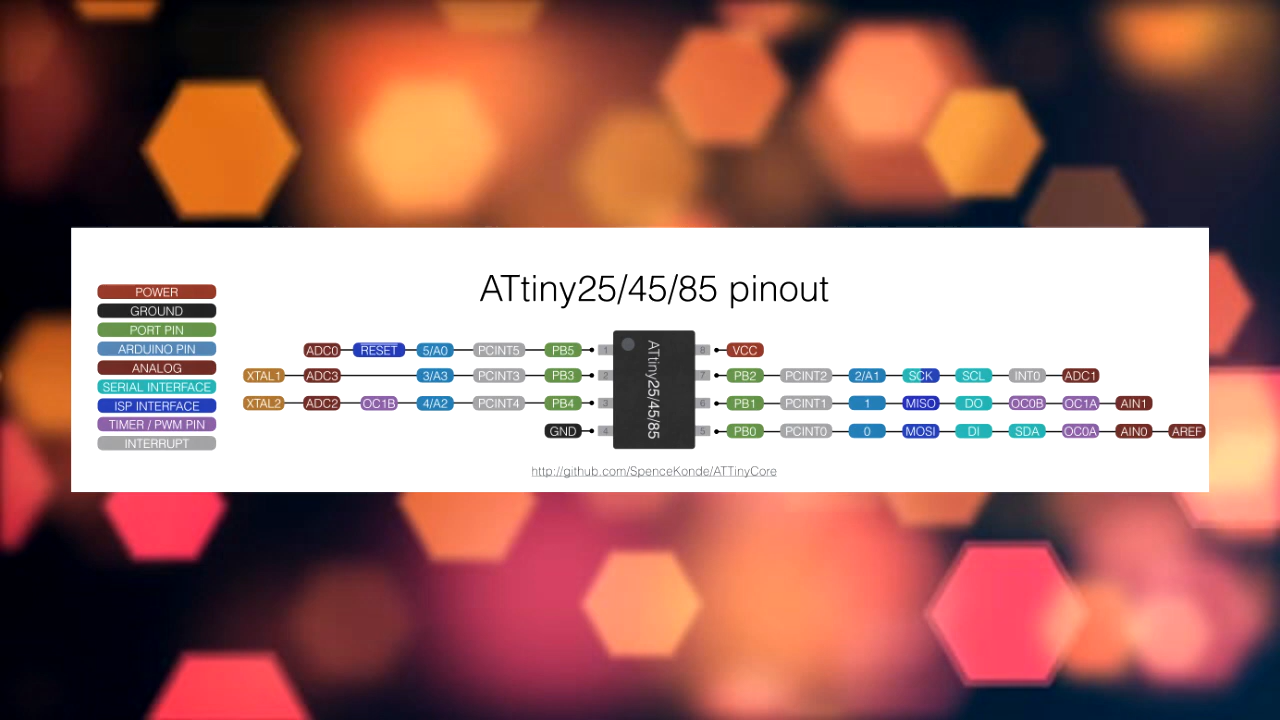 ATtiny25/45/85 pinout
POWER
GROUND
PORT PIN
ARDUINO PIN
ANALOG
SERIAL INTERFACE
ISP INTERFACE
TIMER / PWM PIN
INTERRUPT
ADC0 RESET 5/A0 PCINT5 PB5 1 8 VCC
XTAL1 ADC3 3/A3 PCINT3 PB3 2 7 PB2 PCINT2 2/A1 SCK SCL INT0 ADC1
XTAL2 ADC2 OC1B 4/A2 PCINT4 PB4 3 6 PB1 PCINT1 1 MISO DO OC0B OC1A AIN1
GND 4 5 PB0 PCINT0 0 MOSI DI SDA OC0A AIN0 AREF
ATtiny25/45/85
http://github.com/SpenceKonde/ATTinyCore